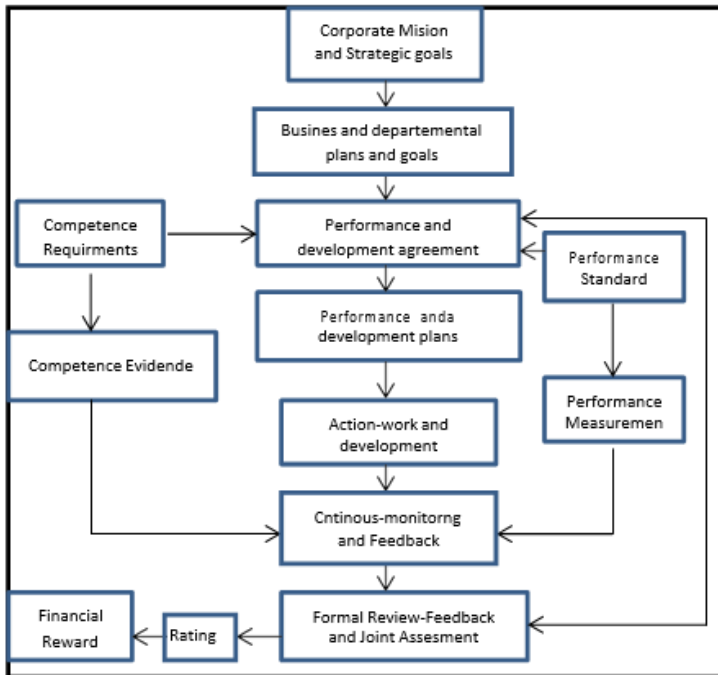 Corporate Mision
and Strategic goals
Busines and departemental
plans and goals
Competence
Requirments
Performance and
development agreement
Performance
Standard
Performance anda
development plans
Competence Evidende
Performance
Measuremen
Action-work and
development
Cntinous-monitorng
and Feedback
Financial
Reward
Rating
Formal Review-Feedback
and Joint Assesment